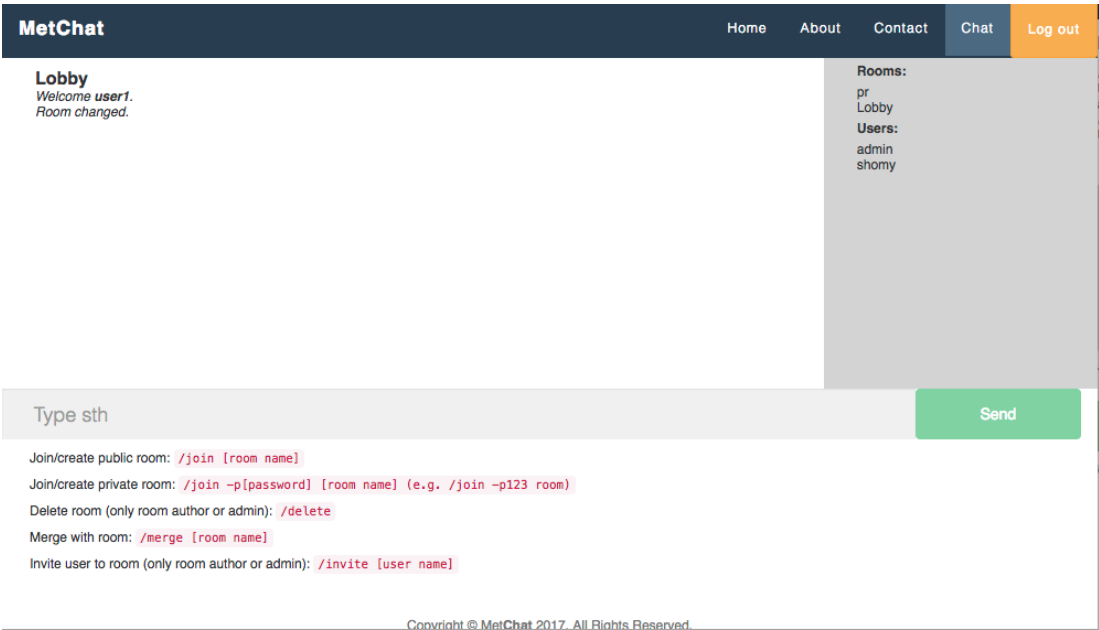 MetChat Home About Contact Chat Log out
Lobby
Welcome user1.
Room changed.
Rooms:
pr
Lobby
Users:
admin
shomy
Type sth Send
Join/create public room: /join [room name]
Join/create private room: /join -p[password] [room name] (e.g. /join -p123 room)
Delete room (only room author or admin): /delete
Merge with room: /merge [room name]
Invite user to room (only room author or admin): /invite [user name]
Copyright © MetChat 2017. All Rights Reserved.